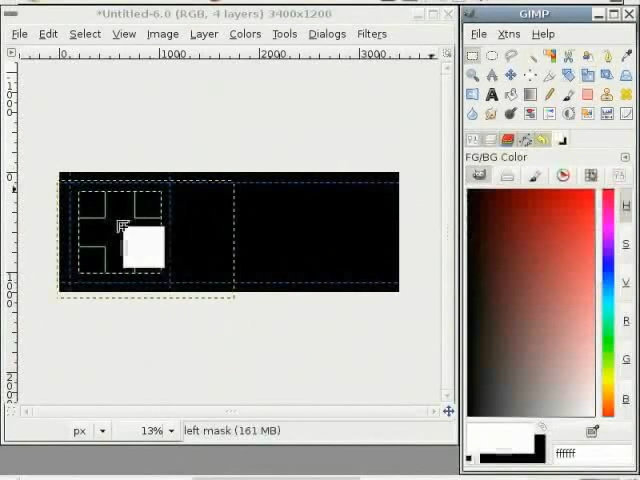 *Untitled-6.0 (RGB, 4 layers) 3400x1200
File Edit Select View Image Layer Colors Tools Dialogs Filters
0 1000 2000 3000
px 13% left mask (161 MB)
GIMP
File Xtns Help
FG/BG Color
H
S
V
R
G
B
ffffff